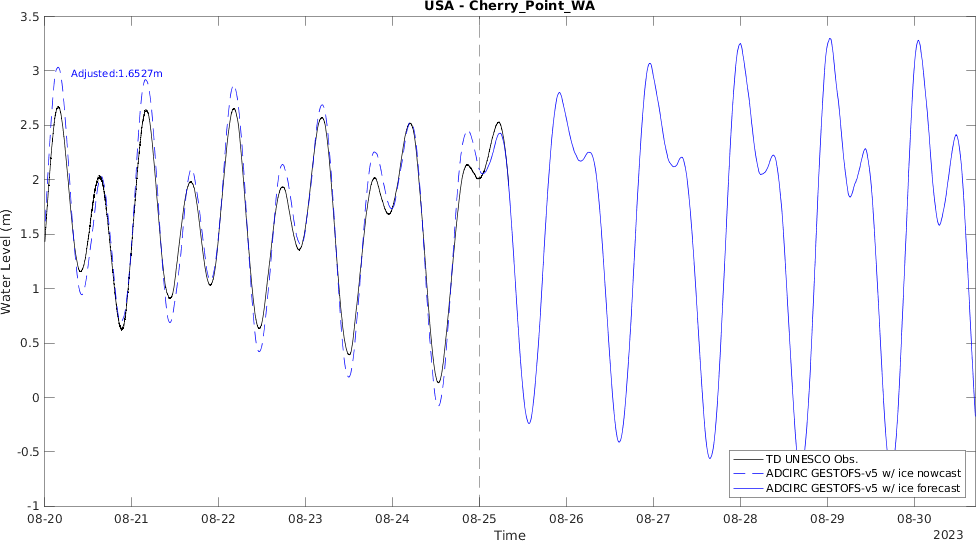 USA - Cherry_Point_WA
Adjusted:1.6527m
3.5
3
2.5
2
1.5
1
0.5
0
-0.5
-1
Water Level (m)
TD UNESCO Obs.
ADCIRC GESTOFS-v5 w/ ice nowcast
ADCIRC GESTOFS-v5 w/ ice forecast
08-20 08-21 08-22 08-23 08-24 08-25 08-26 08-27 08-28 08-29 08-30
Time
2023